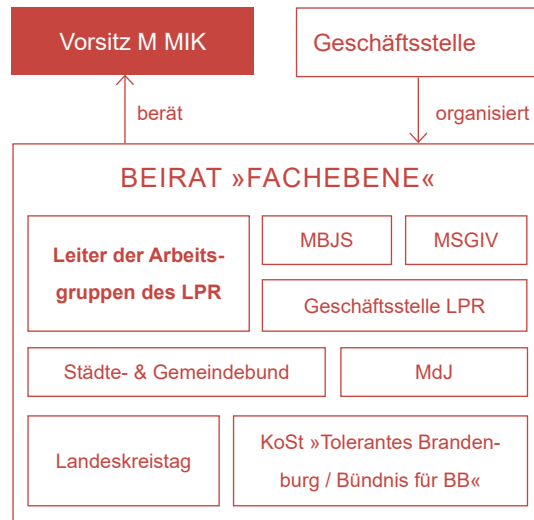 Vorsitz M MIK
Geschäftsstelle
berät
organisiert
BEIRAT »FACHEBENE«
Leiter der Arbeits-
gruppen des LPR
MBJS
MSGIV
Geschäftsstelle LPR
Städte- & Gemeindebund
MdJ
Landeskreistag
KoSt »Tolerantes Branden-
burg / Bündnis für BB«